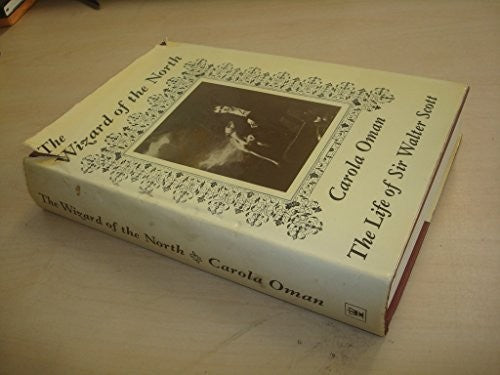 The
Wizard of the North
Carola Oman
The Life of Sir Walter Scott
The Wizard of the North Carola Oman